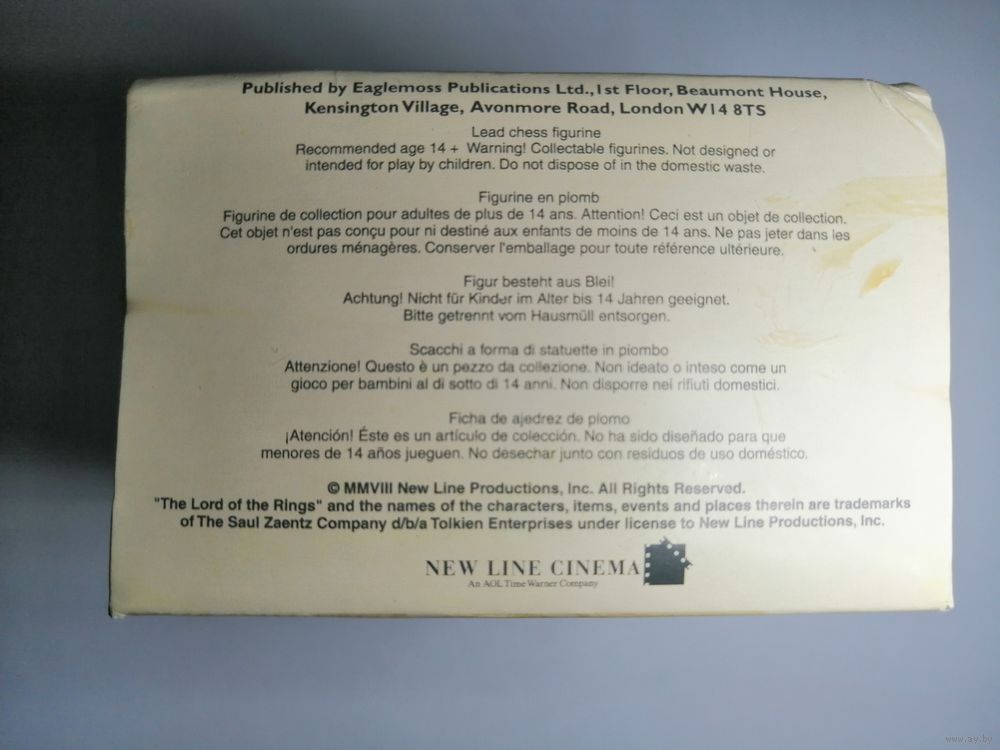 Published by Eaglemoss Publications Ltd., 1st Floor, Beaumont House,
Kensington Village, Avonmore Road, London W14 8TS
Lead chess figurine
Recommended age 14 + Warning! Collectable figurines. Not designed or
intended for play by children. Do not dispose of in the domestic waste.
Figurine en plomb
Figurine de collection pour adultes de plus de 14 ans. Attention! Ceci est un objet de collection.
Cet objet n'est pas conçu pour ni destiné aux enfants de moins de 14 ans. Ne pas jeter dans les
ordures ménagères. Conserver l'emballage pour toute référence ultérieure.
Figur besteht aus Blei!
Achtung! Nicht für Kinder im Alter bis 14 Jahren geeignet.
Bitte getrennt vom Hausmüll entsorgen.
Scacchi a forma di statuette in piombo
Attenzione! Questo è un pezzo da collezione. Non ideato o inteso come un
gioco per bambini al di sotto di 14 anni. Non disporre nei rifiuti domestici.
Ficha de ajedrez de plomo
¡Atención! Éste es un artículo de colección. No ha sido diseñado para que
menores de 14 años jueguen. No desechar junto con residuos de uso doméstico.
© MMVIII New Line Productions, Inc. All Rights Reserved.
"The Lord of the Rings" and the names of the characters, items, events and places therein are trademarks
of The Saul Zaentz Company d/b/a Tolkien Enterprises under license to New Line Productions, Inc.
NEW LINE CINEMA
An AOL Time Warner Company
www.ay.by